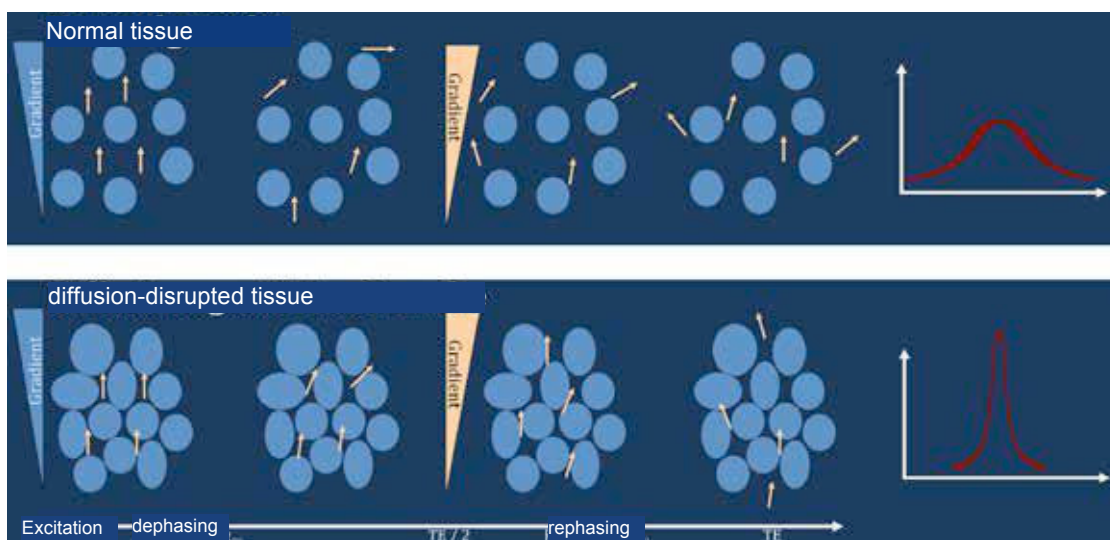 Normal tissue
Gradient
Gradient
diffusion-disrupted tissue
Gradient
Gradient
Excitation
dephasing
TE / 2
rephasing
TE